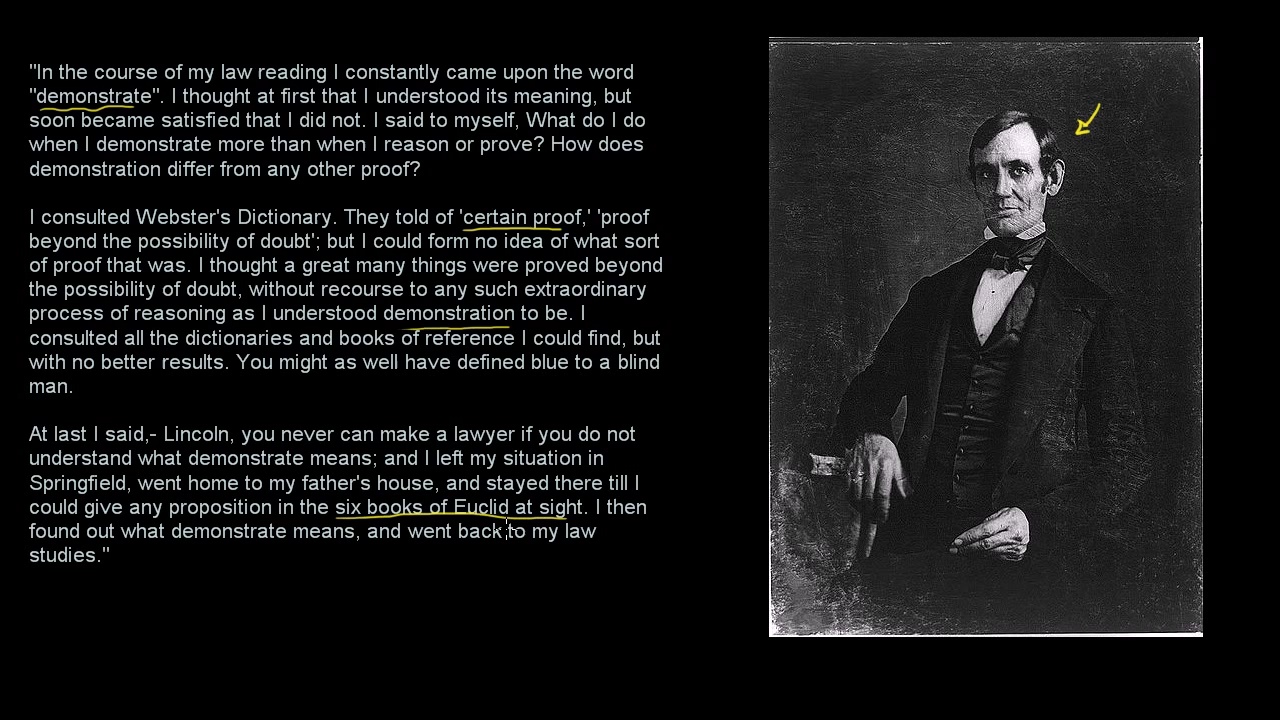 "In the course of my law reading I constantly came upon the word
"demonstrate". I thought at first that I understood its meaning, but
soon became satisfied that I did not. I said to myself, What do I do
when I demonstrate more than when I reason or prove? How does
demonstration differ from any other proof?
I consulted Webster's Dictionary. They told of 'certain proof,' 'proof
beyond the possibility of doubt'; but I could form no idea of what sort
of proof that was. I thought a great many things were proved beyond
the possibility of doubt, without recourse to any such extraordinary
process of reasoning as I understood demonstration to be. I
consulted all the dictionaries and books of reference I could find, but
with no better results. You might as well have defined blue to a blind
man.
At last I said,- Lincoln, you never can make a lawyer if you do not
understand what demonstrate means; and I left my situation in
Springfield, went home to my father's house, and stayed there till I
could give any proposition in the six books of Euclid at sight. I then
found out what demonstrate means, and went back to my law
studies."